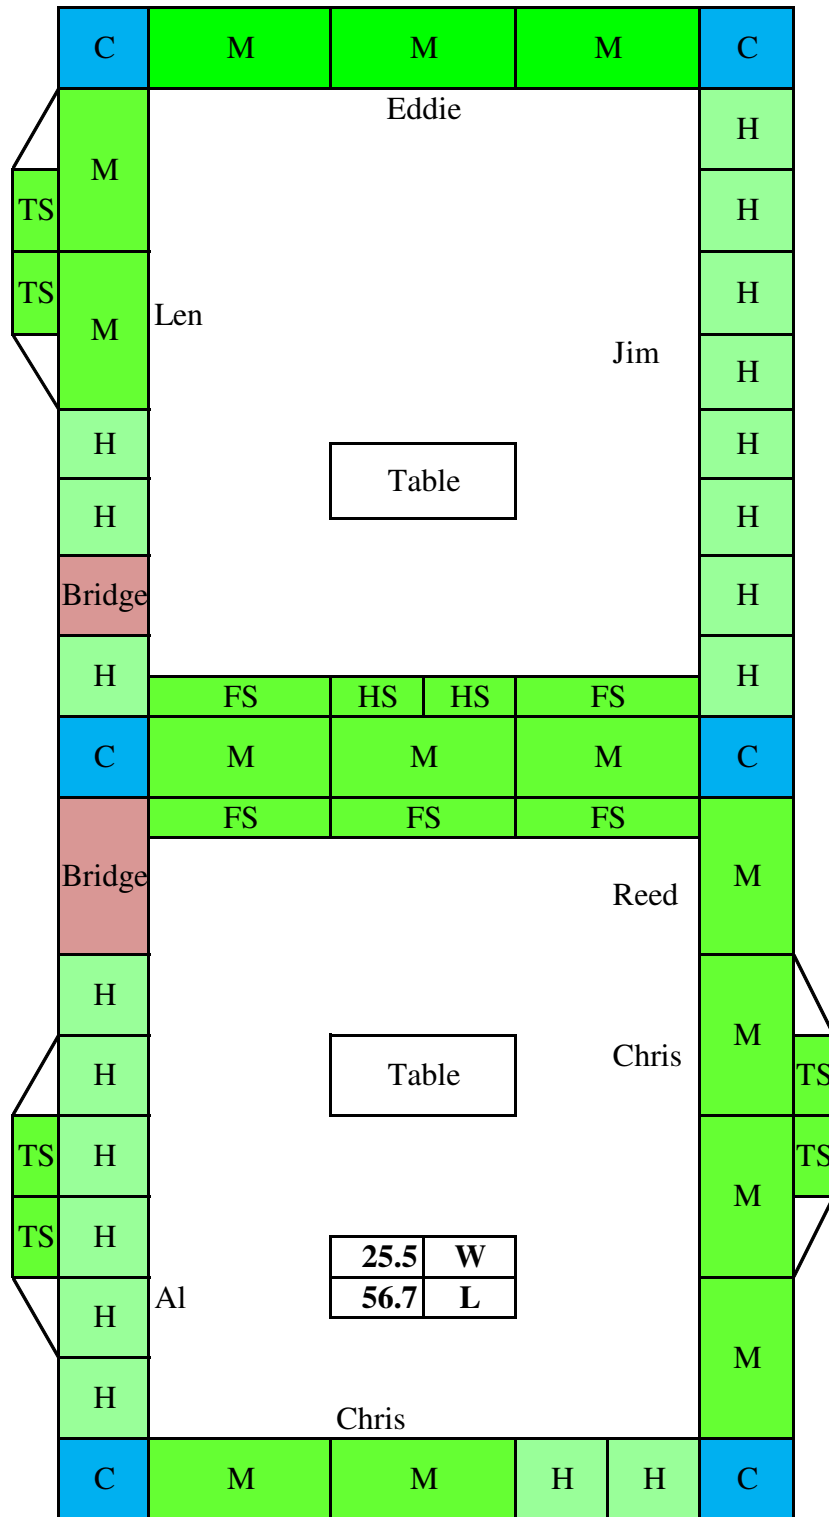 C M M M C
Eddie
H
M
TS H
TS H
M Len
Jim H
H H
Table
H H
Bridge H
H H
FS HS HS FS
C M M M C
FS FS FS
Bridge Reed M
H
M
H Table Chris TS
TS H TS
M
TS H 25.5 W
56.7 L
H Al
M
H
Chris
C M M H H C